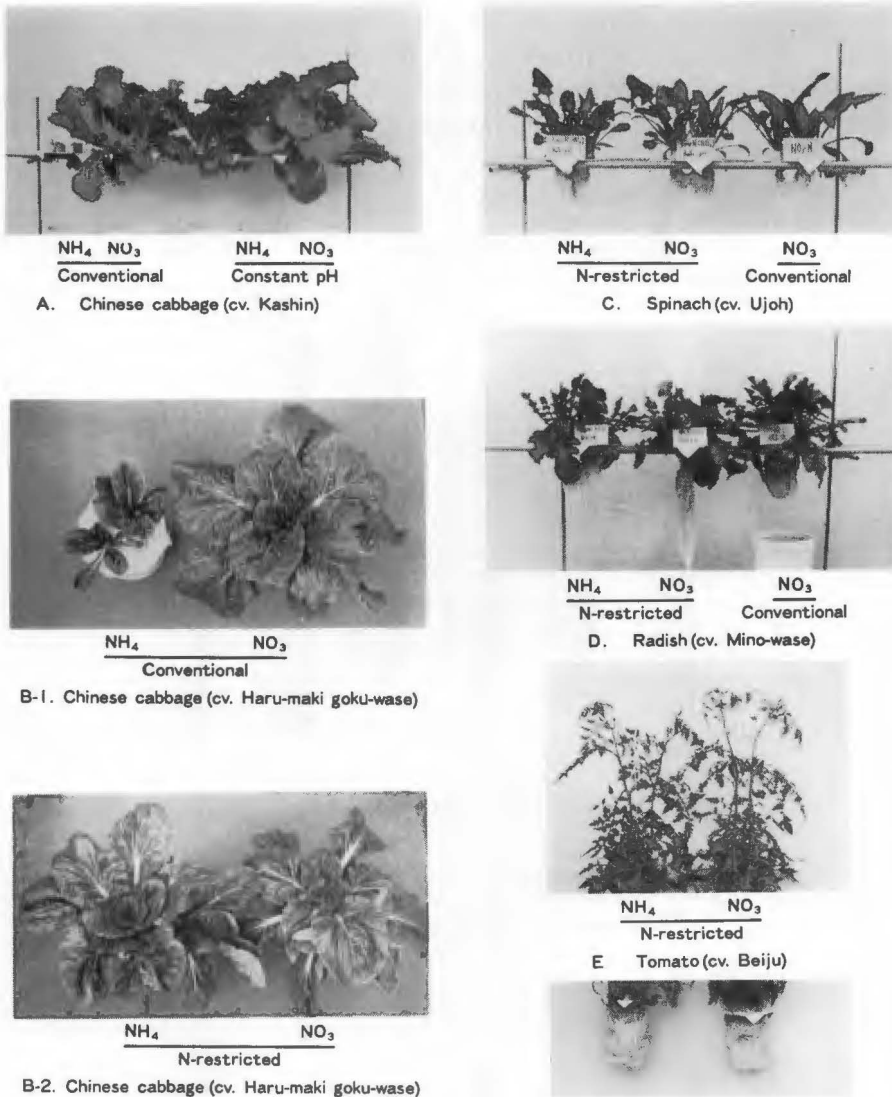 NH₄ NO₃ NH₄ NO₃
Conventional Constant pH
A. Chinese cabbage (cv. Kashin)
NH₄ NO₃
Conventional
B-1. Chinese cabbage (cv. Haru-maki goku-wase)
NH₄ NO₃
N-restricted
B-2. Chinese cabbage (cv. Haru-maki goku-wase)
NO₃-N
NH₄ NO₃ NO₃
N-restricted Conventional
C. Spinach (cv. Ujoh)
NH₄ NO₃ NO₃
N-restricted Conventional
D. Radish (cv. Mino-wase)
NH₄ NO₃
N-restricted
E Tomato (cv. Beiju)